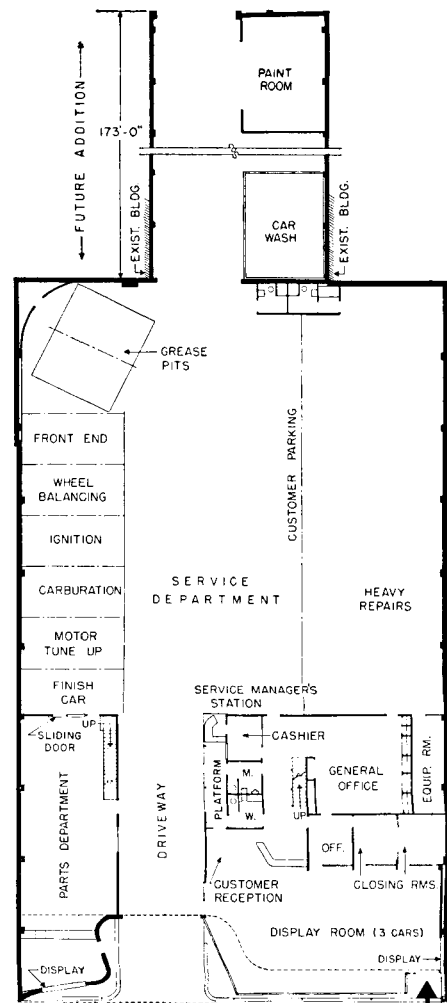 PAINT
ROOM
FUTURE ADDITION
173'-0"
EXIST. BLDG.
CAR
WASH
EXIST. BLDG.
GREASE
PITS
FRONT END
WHEEL
BALANCING
IGNITION
CARBURATION
MOTOR
TUNE UP
FINISH
CAR
CUSTOMER PARKING
SERVICE
DEPARTMENT
HEAVY
REPAIRS
SERVICE MANAGER'S
STATION
UP
SLIDING
DOOR
PARTS DEPARTMENT
DRIVEWAY
PLATFORM
CASHIER
M.
W.
UP
GENERAL
OFFICE
EQUIP. RM.
OFF.
CUSTOMER
RECEPTION
CLOSING RMS.
DISPLAY ROOM (3 CARS)
DISPLAY
DISPLAY